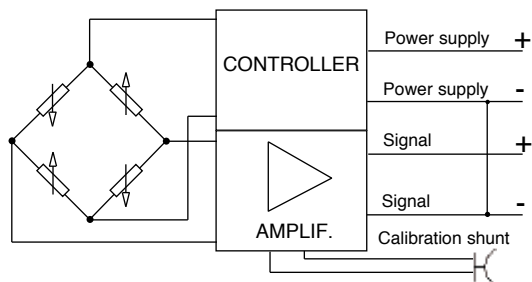 Power supply +
CONTROLLER
Power supply -
Signal +
Signal -
AMPLIF.
Calibration shunt